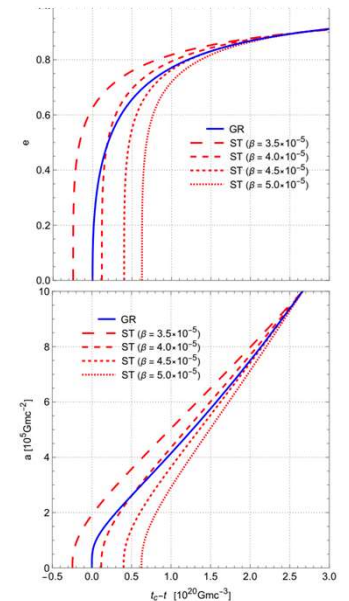 0.8
0.6
e
0.4
0.2
0.0
GR
ST (β = 3.5×10⁻⁵)
ST (β = 4.0×10⁻⁵)
ST (β = 4.5×10⁻⁵)
ST (β = 5.0×10⁻⁵)
10
8
6
a [10⁵Gmc⁻²]
4
2
0
GR
ST (β = 3.5×10⁻⁵)
ST (β = 4.0×10⁻⁵)
ST (β = 4.5×10⁻⁵)
ST (β = 5.0×10⁻⁵)
-0.5 0.0 0.5 1.0 1.5 2.0 2.5 3.0
t_c-t [10²⁰Gmc⁻³]